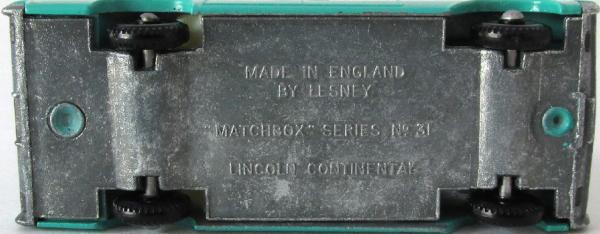 MADE IN ENGLAND
BY LESNEY
"MATCHBOX" SERIES Nº 31
LINCOLN CONTINENTAL